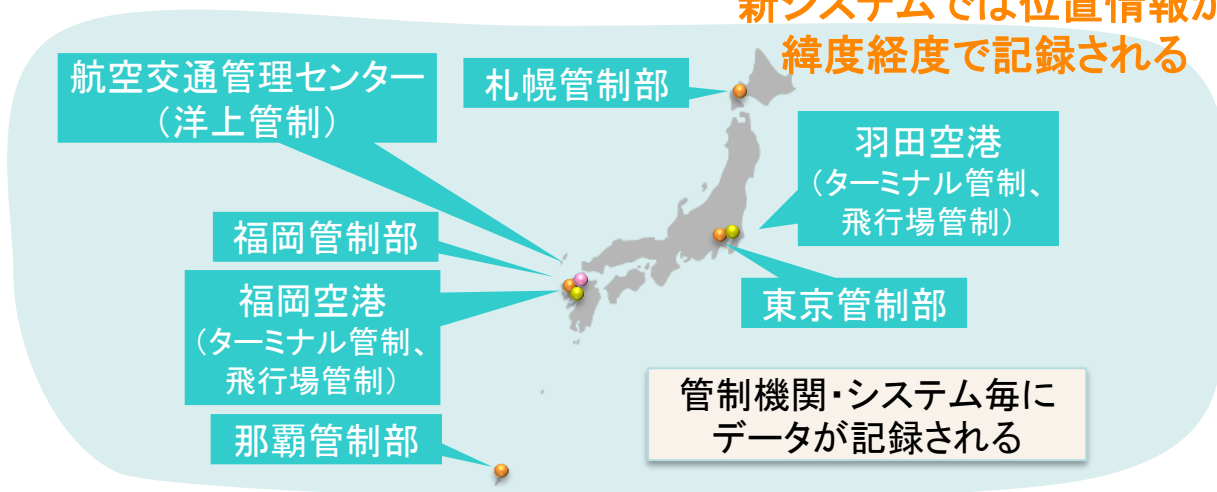 新システムでは位置情報が
緯度経度で記録される
航空交通管理センター
（洋上管制）
札幌管制部
羽田空港
（ターミナル管制、
飛行場管制）
福岡管制部
福岡空港
（ターミナル管制、
飛行場管制）
東京管制部
那覇管制部
管制機関・システム毎に
データが記録される